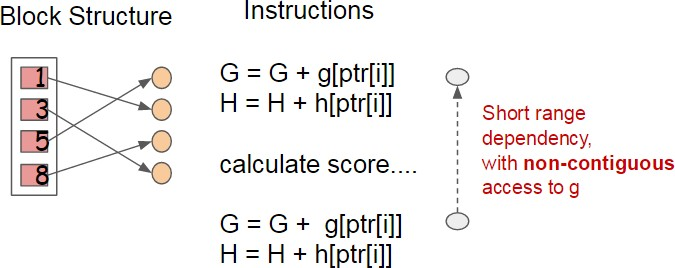 Block Structure
Instructions
1
3
5
8
G = G + g[ptr[i]]
H = H + h[ptr[i]]
calculate score....
G = G + g[ptr[i]]
H = H + h[ptr[i]]
Short range
dependency,
with non-contiguous
access to g